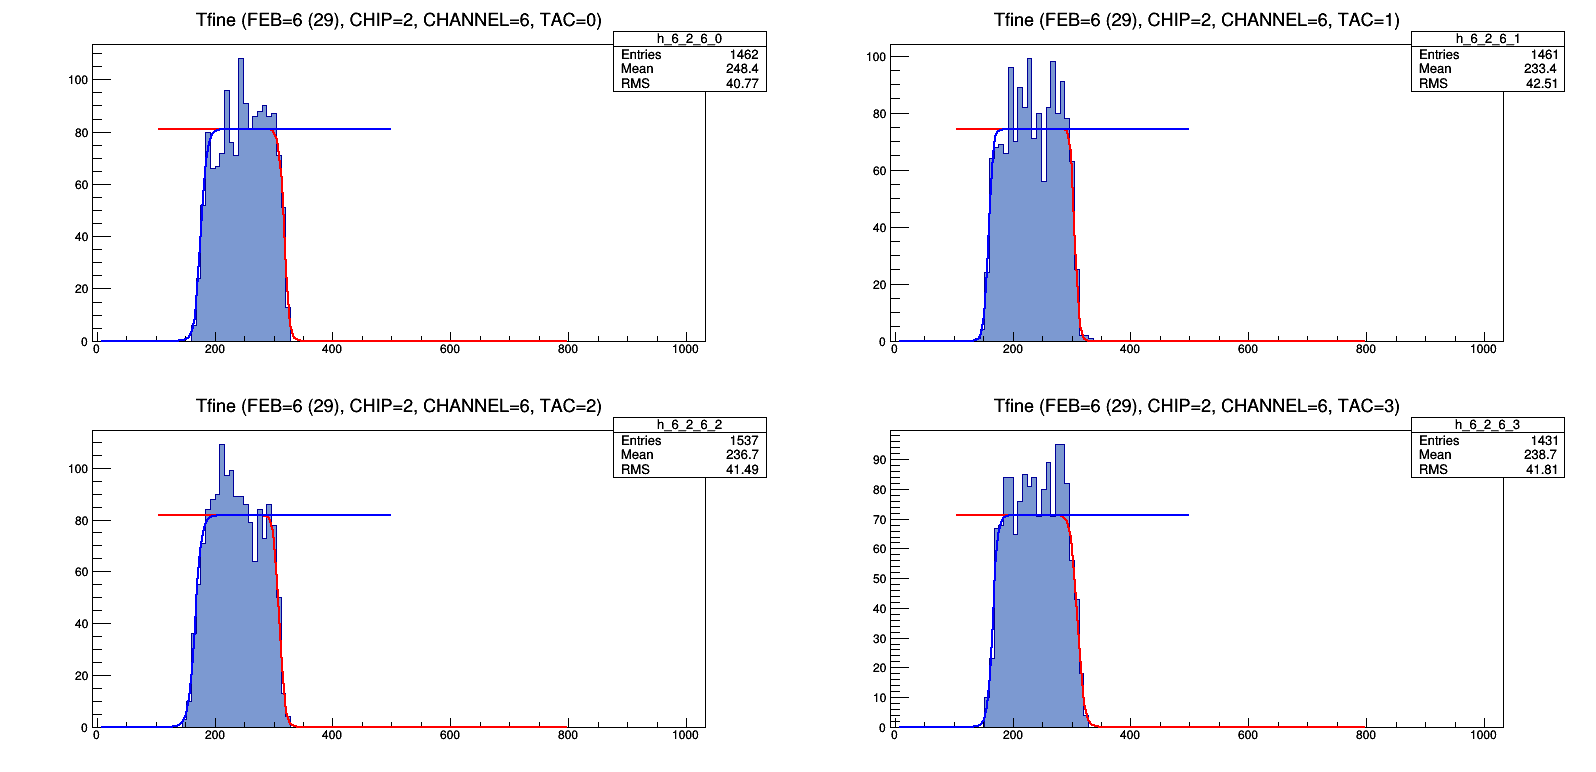 Tfine (FEB=6 (29), CHIP=2, CHANNEL=6, TAC=0)
h_6_2_6_0
Entries 1462
Mean 248.4
RMS 40.77
100
80
60
40
20
0
0 200 400 600 800 1000
Tfine (FEB=6 (29), CHIP=2, CHANNEL=6, TAC=1)
h_6_2_6_1
Entries 1461
Mean 233.4
RMS 42.51
100
80
60
40
20
0
0 200 400 600 800 1000
Tfine (FEB=6 (29), CHIP=2, CHANNEL=6, TAC=2)
h_6_2_6_2
Entries 1537
Mean 236.7
RMS 41.49
100
80
60
40
20
0
0 200 400 600 800 1000
Tfine (FEB=6 (29), CHIP=2, CHANNEL=6, TAC=3)
h_6_2_6_3
Entries 1431
Mean 238.7
RMS 41.81
90
80
70
60
50
40
30
20
10
0
0 200 400 600 800 1000